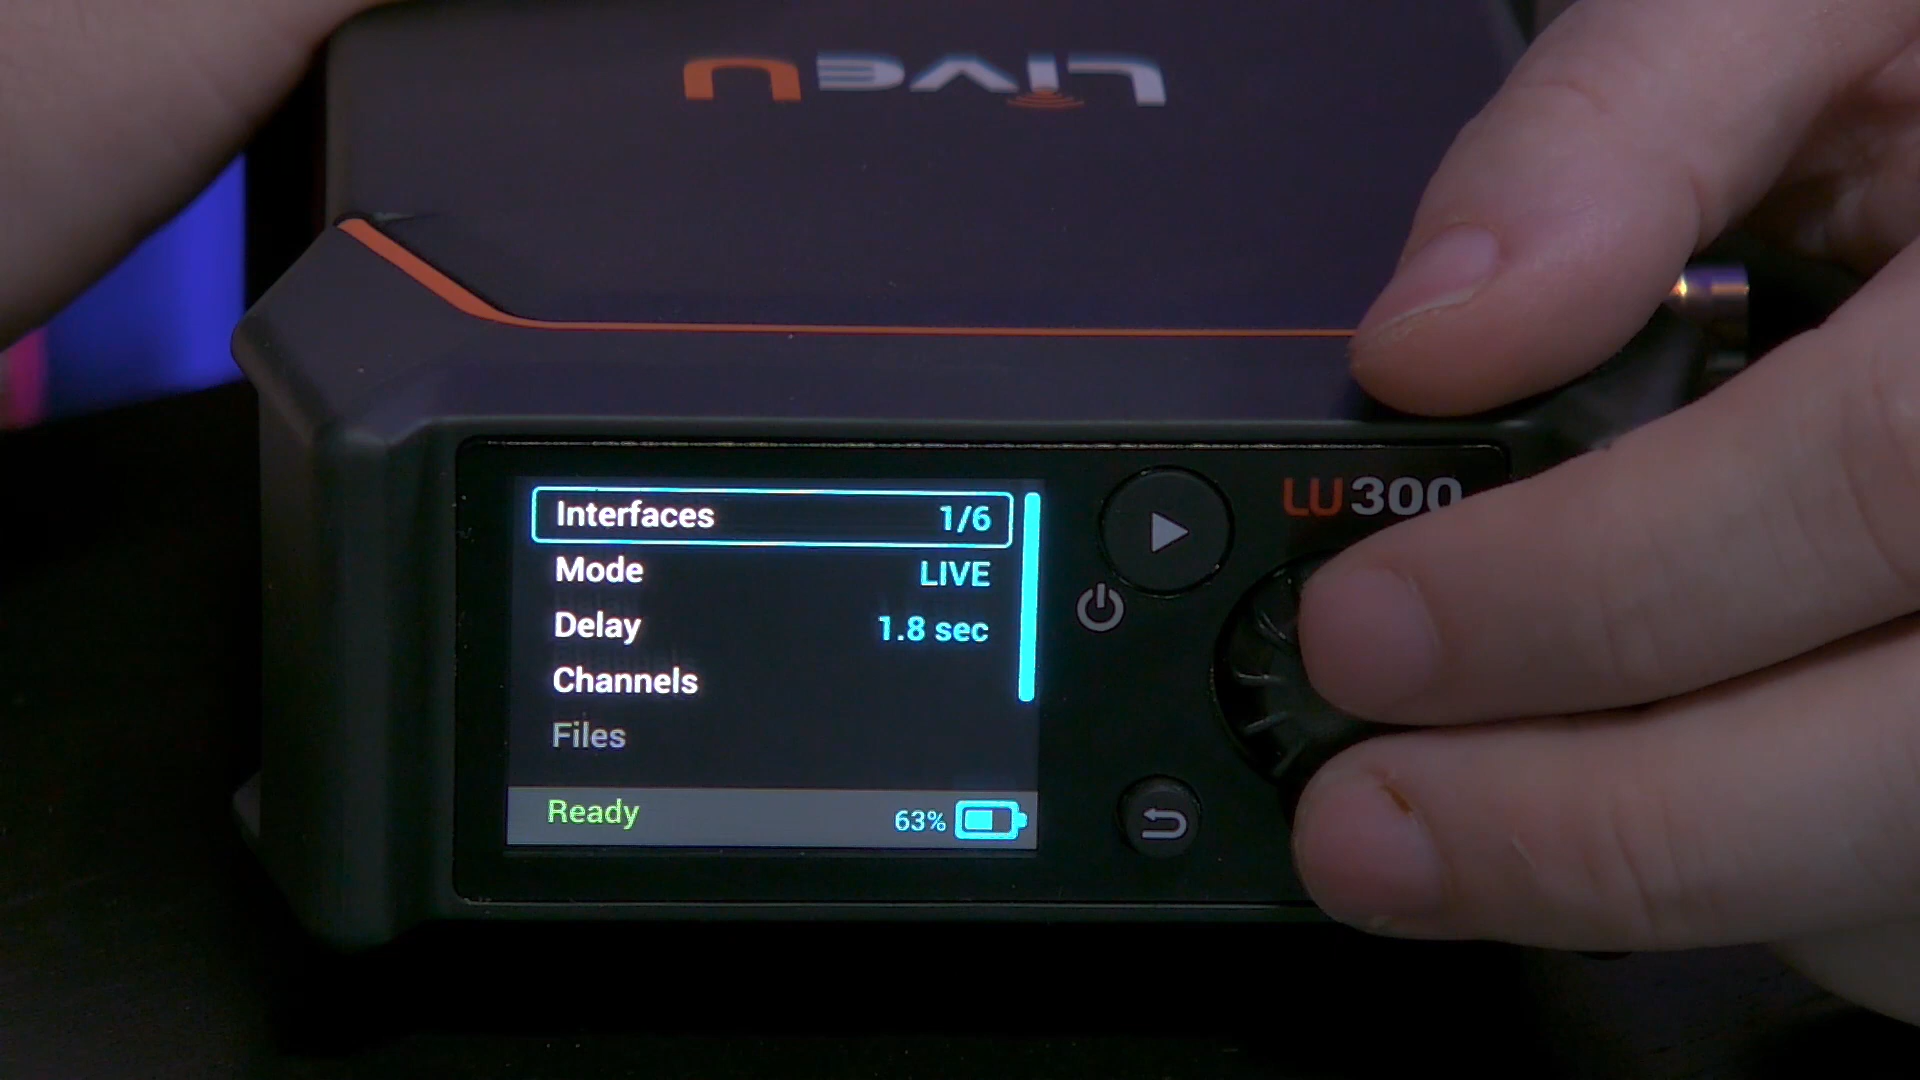 LIVEU
LU300
Interfaces 1/6
Mode LIVE
Delay 1.8 sec
Channels
Files
Ready 63%